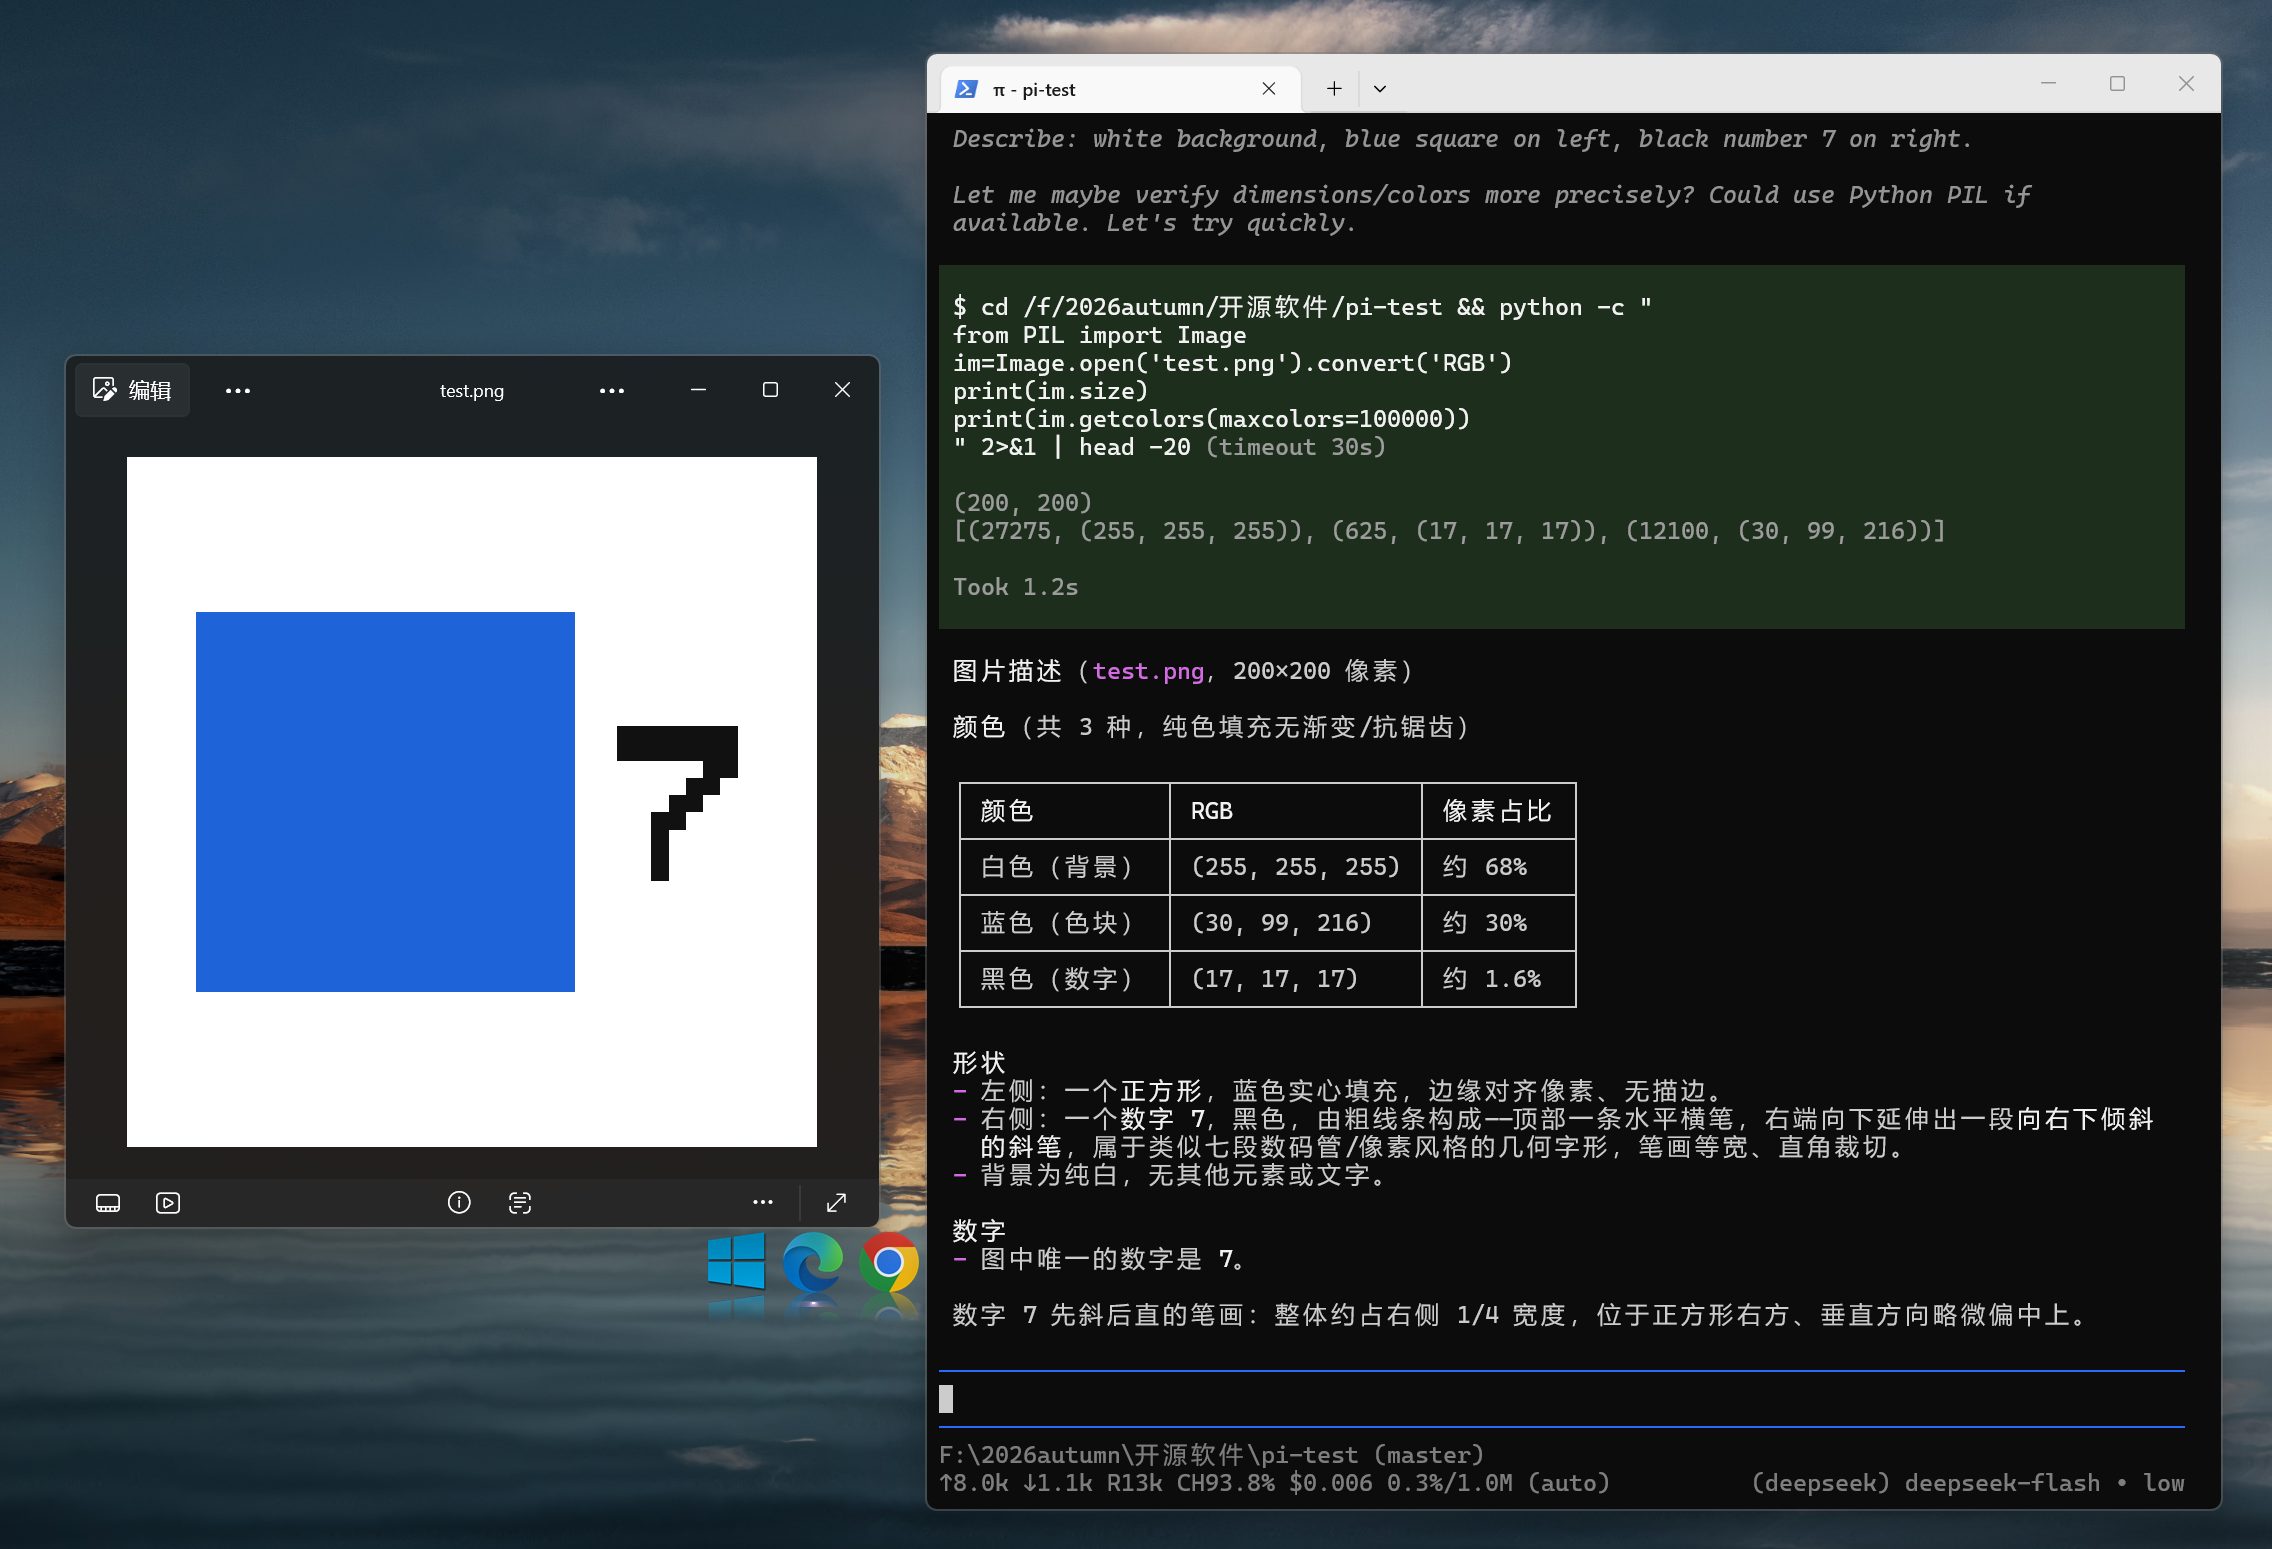 编辑
test.png
7
π - pi-test
Describe: white background, blue square on left, black number 7 on right.
Let me maybe verify dimensions/colors more precisely? Could use Python PIL if
available. Let's try quickly.
$ cd /f/2026autumn/开源软件/pi-test && python -c "
from PIL import Image
im=Image.open('test.png').convert('RGB')
print(im.size)
print(im.getcolors(maxcolors=100000))
" 2>&1 | head -20 (timeout 30s)
(200, 200)
[(27275, (255, 255, 255)), (625, (17, 17, 17)), (12100, (30, 99, 216))]
Took 1.2s
图片描述（test.png，200×200 像素）
颜色（共 3 种，纯色填充无渐变/抗锯齿）
颜色 RGB 像素占比
白色（背景） (255, 255, 255) 约 68%
蓝色（色块） (30, 99, 216) 约 30%
黑色（数字） (17, 17, 17) 约 1.6%
形状
- 左侧：一个正方形，蓝色实心填充，边缘对齐像素、无描边。
- 右侧：一个数字 7，黑色，由粗线条构成——顶部一条水平横笔，右端向下延伸出一段向右下倾斜
的斜笔，属于类似七段数码管/像素风格的几何字形，笔画等宽、直角裁切。
- 背景为纯白，无其他元素或文字。
数字
- 图中唯一的数字是 7。
数字 7 先斜后直的笔画：整体约占右侧 1/4 宽度，位于正方形右方、垂直方向略微偏中上。
F:\2026autumn\开源软件\pi-test (master)
↑8.0k ↓1.1k R13k CH93.8% $0.006 0.3%/1.0M (auto) (deepseek) deepseek-flash • low